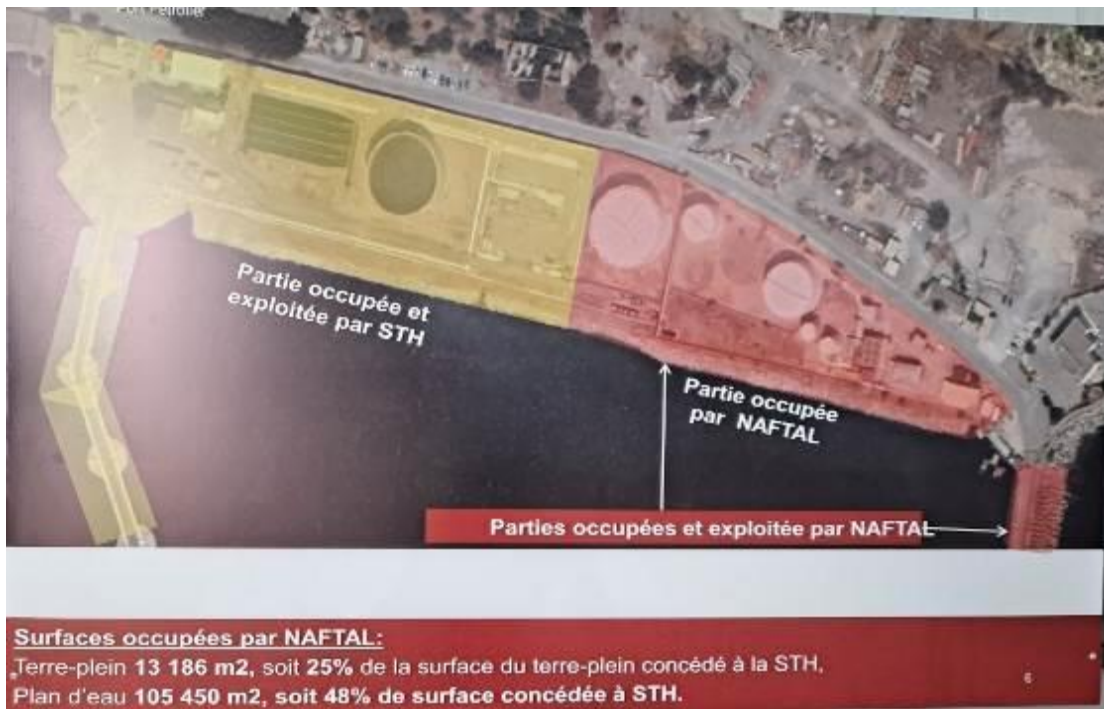 Port Pétrolier
Partie occupée et
exploitée par STH
Partie occupée
par NAFTAL
Parties occupées et exploitée par NAFTAL
Surfaces occupées par NAFTAL:
Terre-plein 13 186 m2, soit 25% de la surface du terre-plein concédé à la STH,
Plan d'eau 105 450 m2, soit 48% de surface concédée à STH.
6